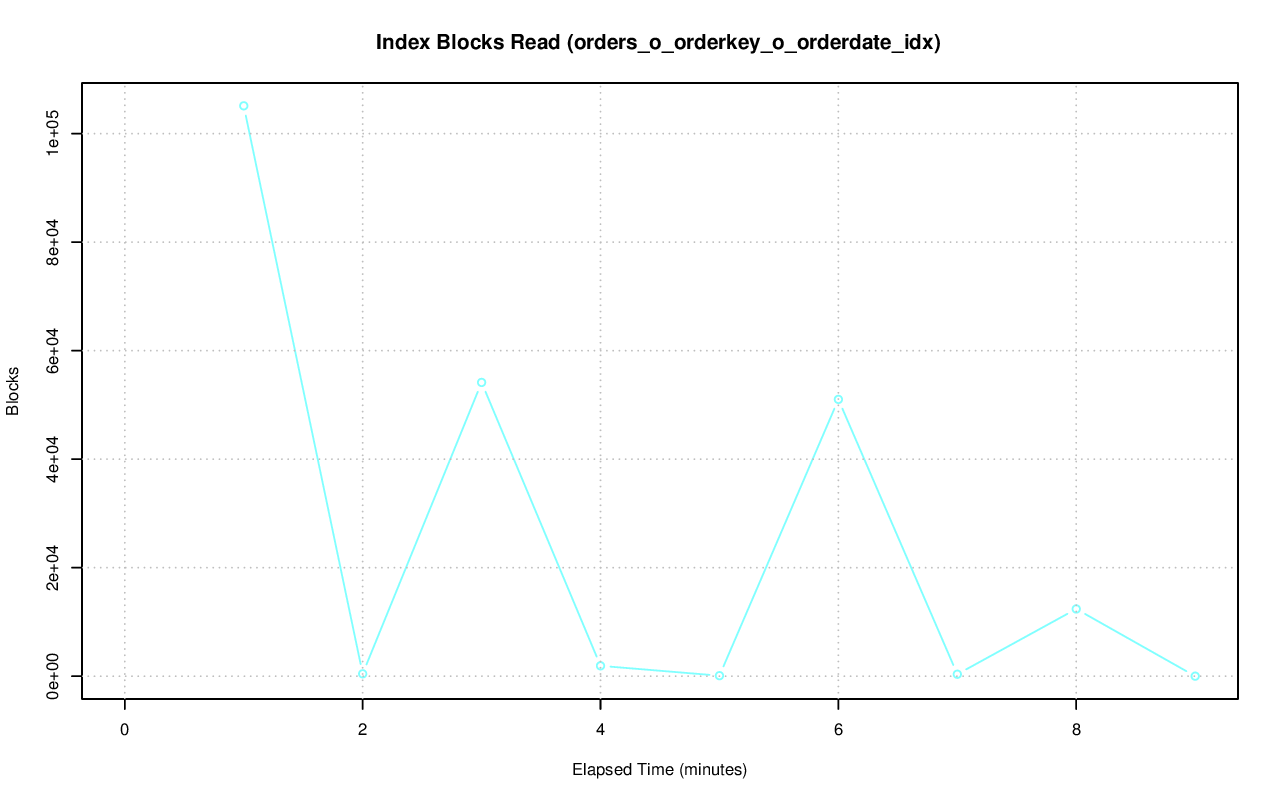 Index Blocks Read (orders_o_orderkey_o_orderdate_idx)
Blocks
1e+05
8e+04
6e+04
4e+04
2e+04
0e+00
0 2 4 6 8
Elapsed Time (minutes)